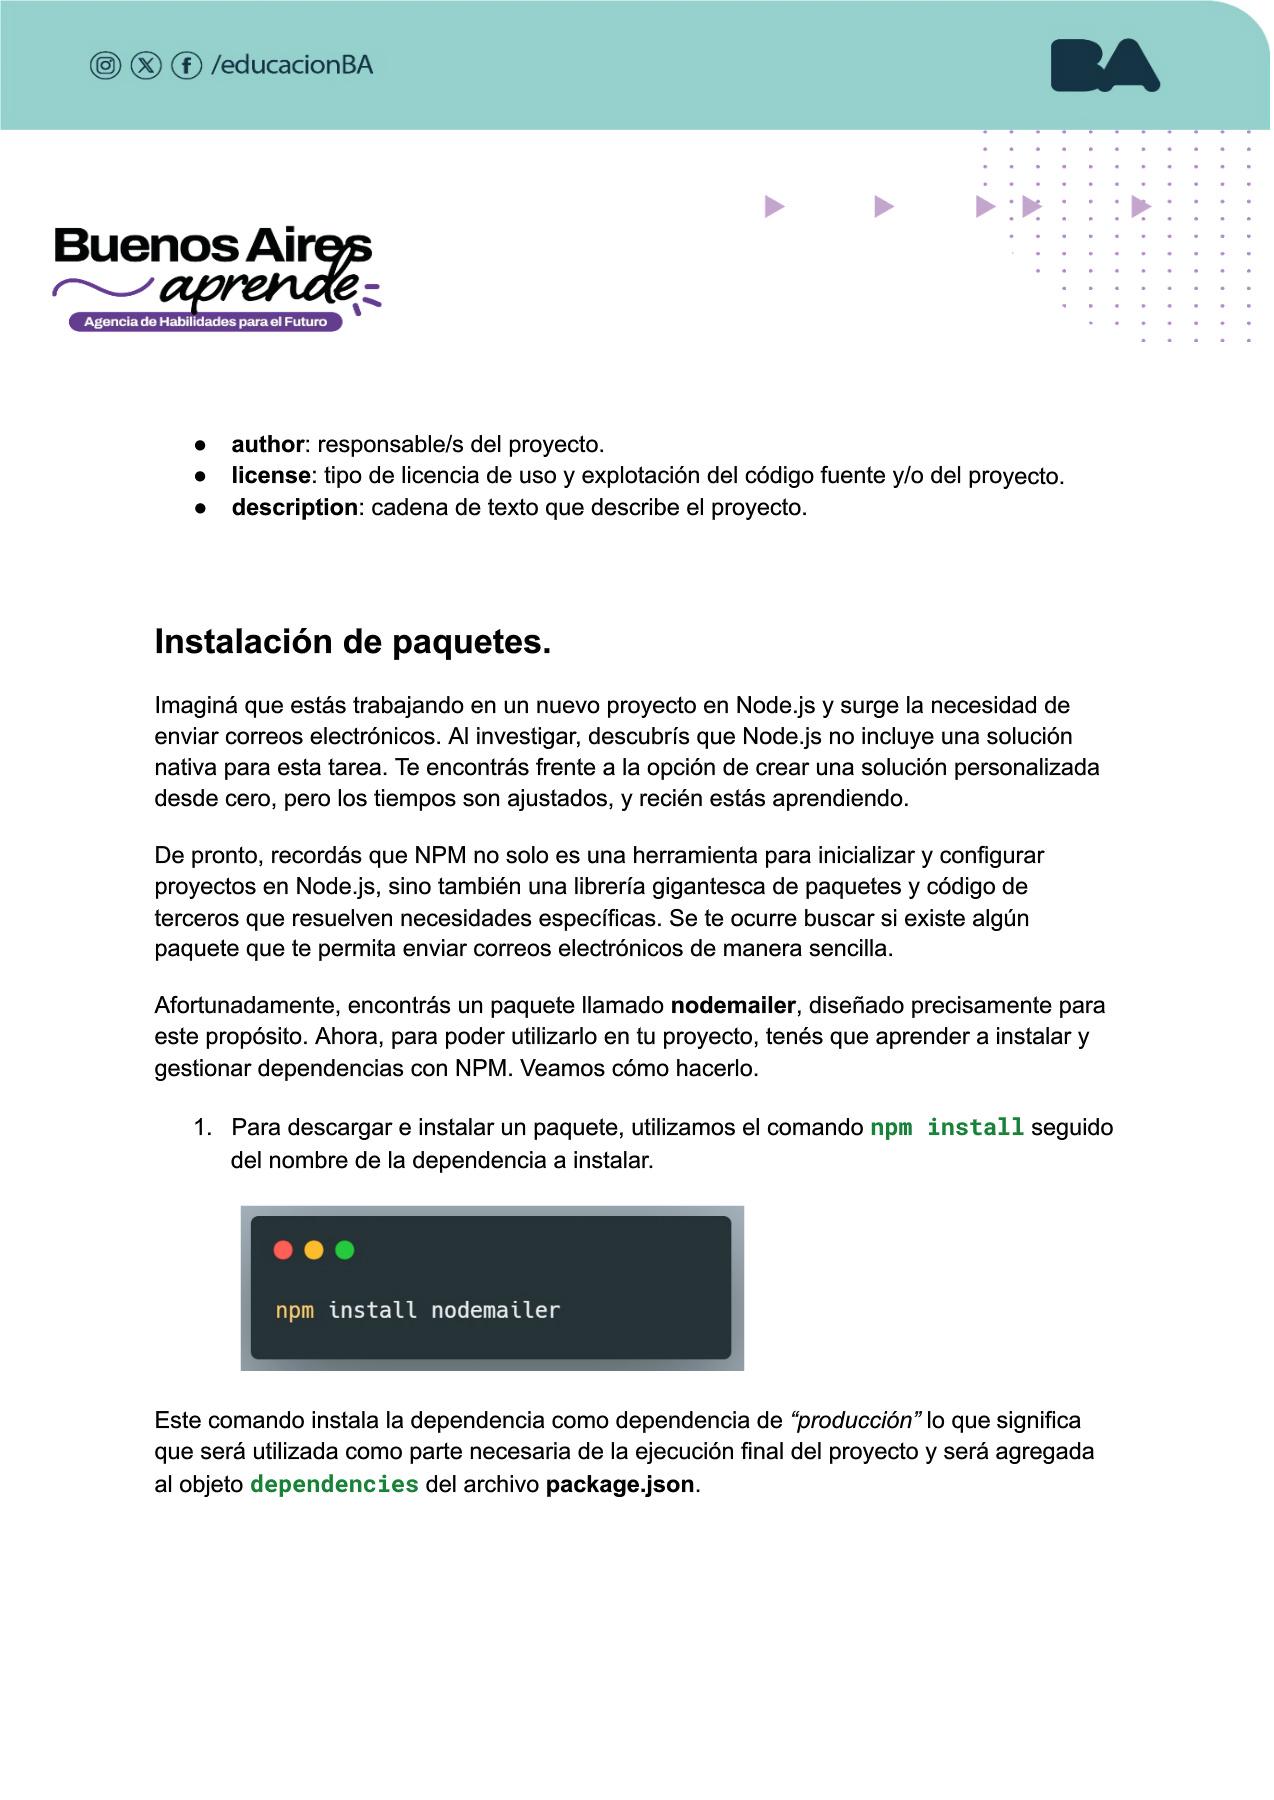 /educacionBA
BA
Buenos Aires
aprende
Agencia de Habilidades para el Futuro
● author: responsable/s del proyecto.
● license: tipo de licencia de uso y explotación del código fuente y/o del proyecto.
● description: cadena de texto que describe el proyecto.
Instalación de paquetes.
Imaginá que estás trabajando en un nuevo proyecto en Node.js y surge la necesidad de
enviar correos electrónicos. Al investigar, descubrís que Node.js no incluye una solución
nativa para esta tarea. Te encontrás frente a la opción de crear una solución personalizada
desde cero, pero los tiempos son ajustados, y recién estás aprendiendo.
De pronto, recordás que NPM no solo es una herramienta para inicializar y configurar
proyectos en Node.js, sino también una librería gigantesca de paquetes y código de
terceros que resuelven necesidades específicas. Se te ocurre buscar si existe algún
paquete que te permita enviar correos electrónicos de manera sencilla.
Afortunadamente, encontrás un paquete llamado nodemailer, diseñado precisamente para
este propósito. Ahora, para poder utilizarlo en tu proyecto, tenés que aprender a instalar y
gestionar dependencias con NPM. Veamos cómo hacerlo.
1. Para descargar e instalar un paquete, utilizamos el comando npm install seguido
del nombre de la dependencia a instalar.
npm install nodemailer
Este comando instala la dependencia como dependencia de “producción” lo que significa
que será utilizada como parte necesaria de la ejecución final del proyecto y será agregada
al objeto dependencies del archivo package.json.